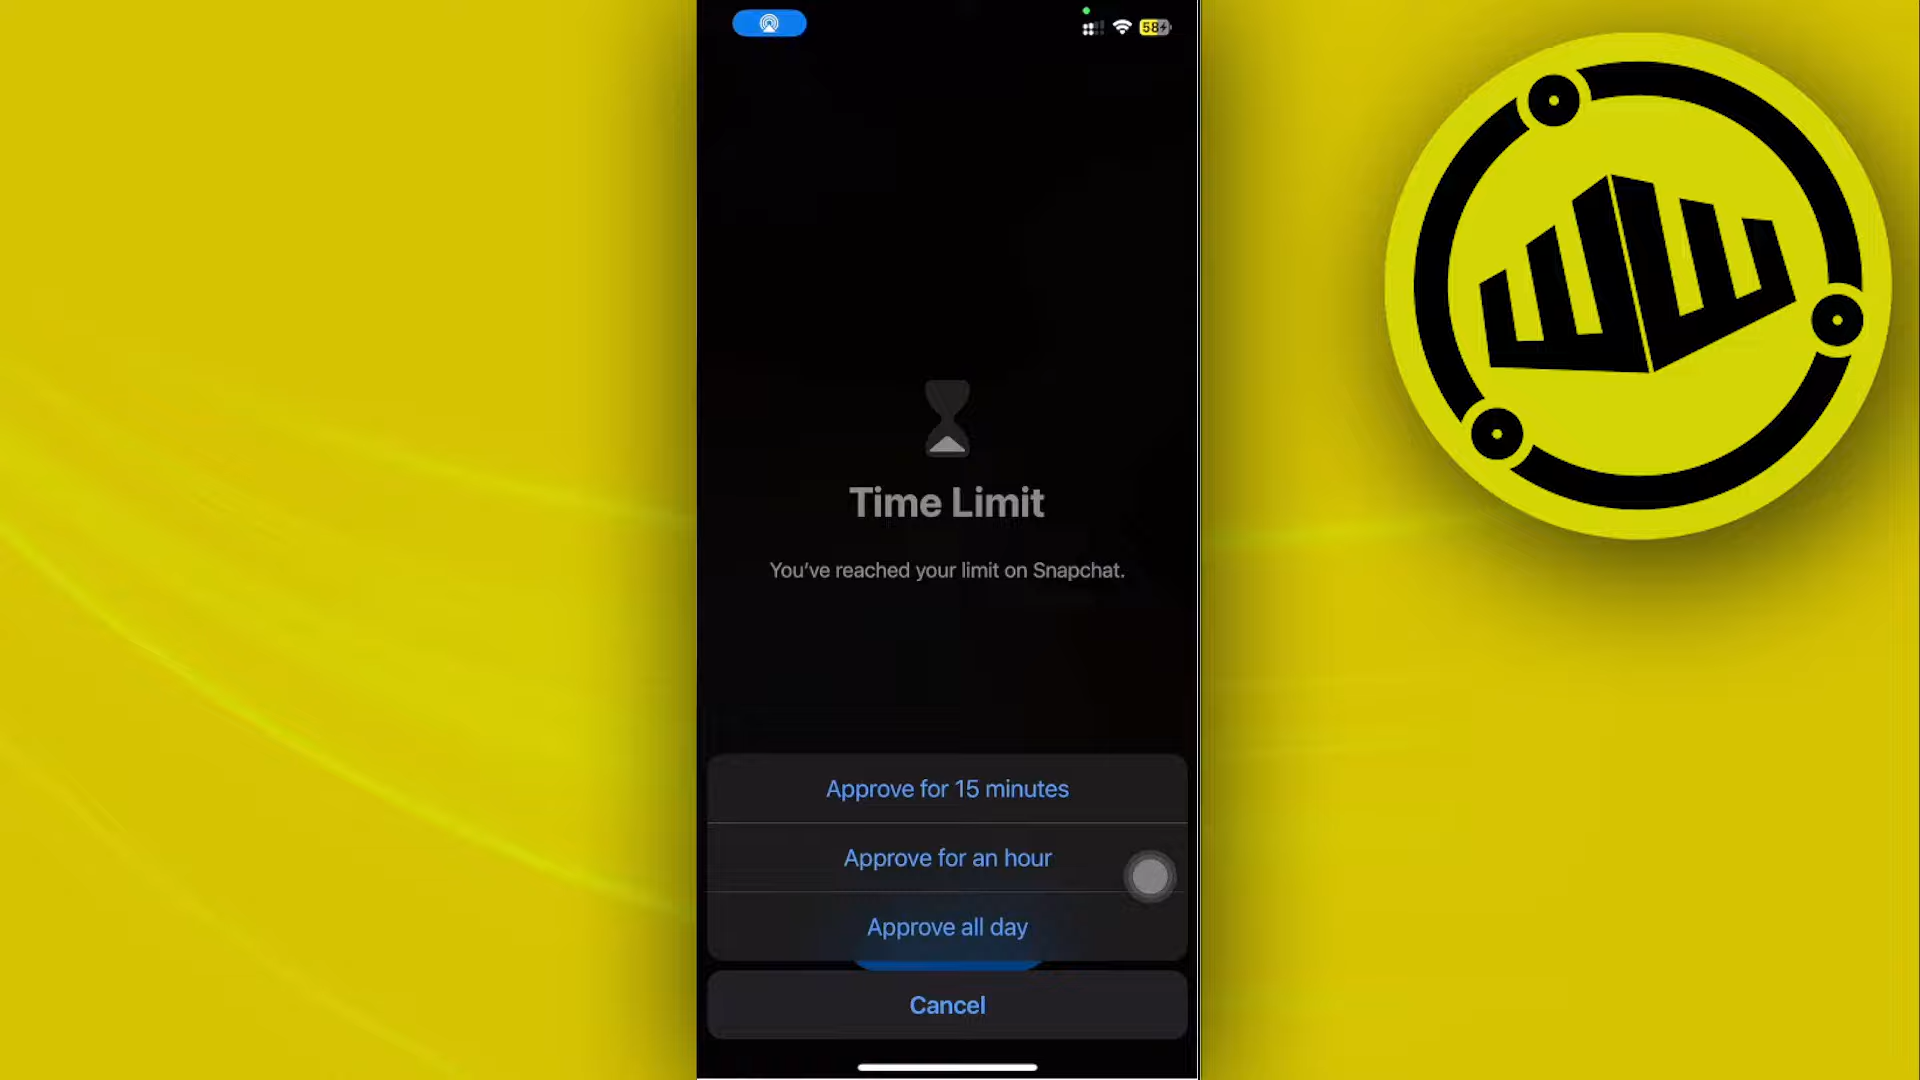 58
Time Limit
You've reached your limit on Snapchat.
Approve for 15 minutes
Approve for an hour
Approve all day
Cancel